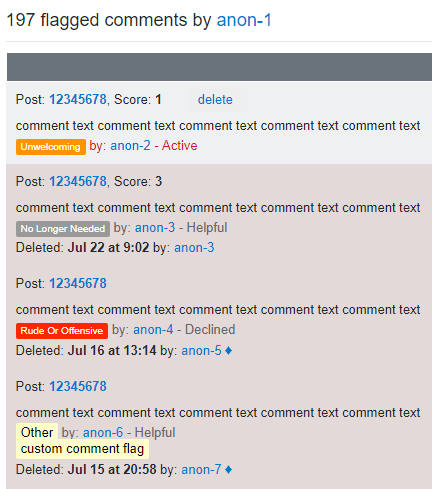 197 flagged comments by anon-1
Post: 12345678, Score: 1 delete
comment text comment text comment text comment text comment text
Unwelcoming by: anon-2 - Active
Post: 12345678, Score: 3
comment text comment text comment text comment text comment text
No Longer Needed by: anon-3 - Helpful
Deleted: Jul 22 at 9:02 by: anon-3
Post: 12345678
comment text comment text comment text comment text comment text
Rude Or Offensive by: anon-4 - Declined
Deleted: Jul 16 at 13:14 by: anon-5 ♦
Post: 12345678
comment text comment text comment text comment text comment text
Other by: anon-6 - Helpful
custom comment flag
Deleted: Jul 15 at 20:58 by: anon-7 ♦